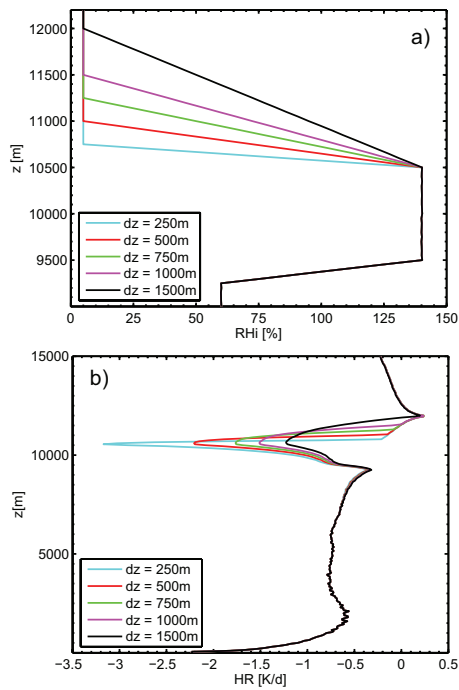 a)
12000
11500
11000
10500
10000
9500
z [m]
dz = 250m
dz = 500m
dz = 750m
dz = 1000m
dz = 1500m
0 25 50 75 100 125 150
RHi [%]
b)
15000
10000
5000
z[m]
dz = 250m
dz = 500m
dz = 750m
dz = 1000m
dz = 1500m
−3.5 −3 −2.5 −2 −1.5 −1 −0.5 0 0.5
HR [K/d]